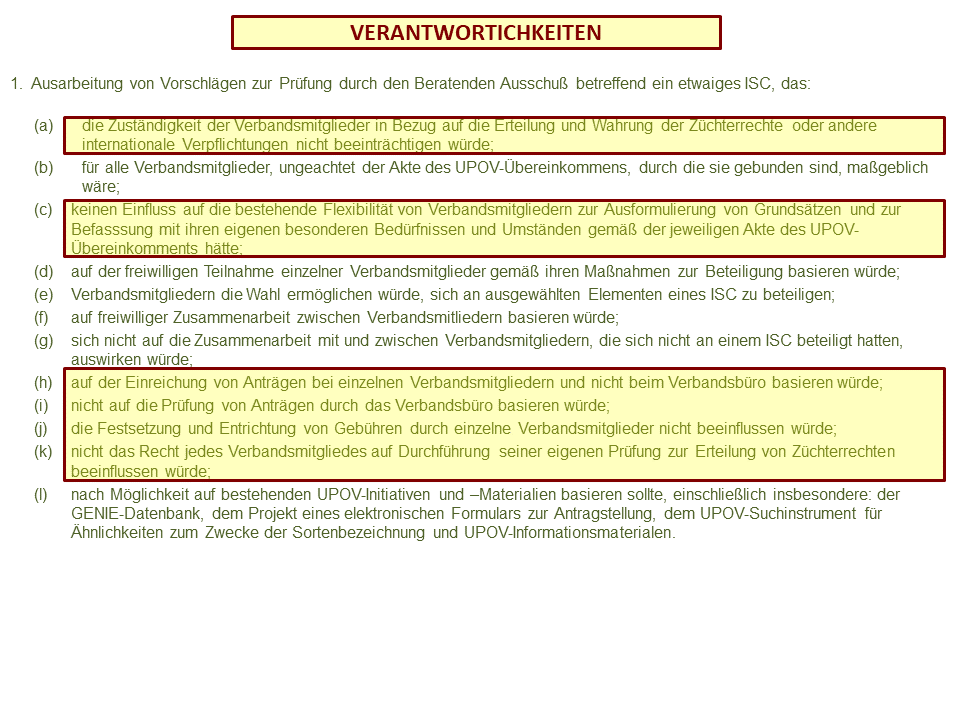 VERANTWORTICHKEITEN
1. Ausarbeitung von Vorschlägen zur Prüfung durch den Beratenden Ausschuß betreffend ein etwaiges ISC, das:
(a) die Zuständigkeit der Verbandsmitglieder in Bezug auf die Erteilung und Wahrung der Züchterrechte oder andere
internationale Verpflichtungen nicht beeinträchtigen würde;
(b) für alle Verbandsmitglieder, ungeachtet der Akte des UPOV-Übereinkommens, durch die sie gebunden sind, maßgeblich
wäre;
(c) keinen Einfluss auf die bestehende Flexibilität von Verbandsmitgliedern zur Ausformulierung von Grundsätzen und zur
Befasssung mit ihren eigenen besonderen Bedürfnissen und Umständen gemäß der jeweiligen Akte des UPOV-
Übereinkomments hätte;
(d) auf der freiwilligen Teilnahme einzelner Verbandsmitglieder gemäß ihren Maßnahmen zur Beteiligung basieren würde;
(e) Verbandsmitgliedern die Wahl ermöglichen würde, sich an ausgewählten Elementen eines ISC zu beteiligen;
(f) auf freiwilliger Zusammenarbeit zwischen Verbandsmitliedern basieren würde;
(g) sich nicht auf die Zusammenarbeit mit und zwischen Verbandsmitgliedern, die sich nicht an einem ISC beteiligt hatten,
auswirken würde;
(h) auf der Einreichung von Anträgen bei einzelnen Verbandsmitgliedern und nicht beim Verbandsbüro basieren würde;
(i) nicht auf die Prüfung von Anträgen durch das Verbandsbüro basieren würde;
(j) die Festsetzung und Entrichtung von Gebühren durch einzelne Verbandsmitglieder nicht beeinflussen würde;
(k) nicht das Recht jedes Verbandsmitgliedes auf Durchführung seiner eigenen Prüfung zur Erteilung von Züchterrechten
beeinflussen würde;
(l) nach Möglichkeit auf bestehenden UPOV-Initiativen und –Materialien basieren sollte, einschließlich insbesondere: der
GENIE-Datenbank, dem Projekt eines elektronischen Formulars zur Antragstellung, dem UPOV-Suchinstrument für
Ähnlichkeiten zum Zwecke der Sortenbezeichnung und UPOV-Informationsmaterialen.